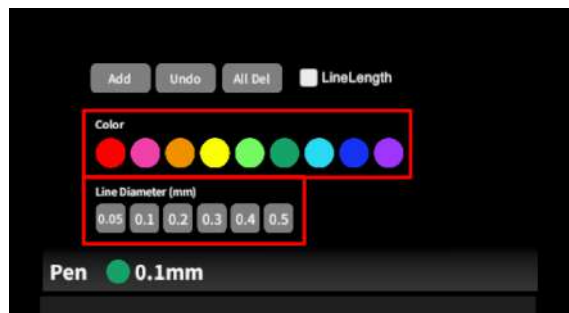 Add Undo All Del LineLength
Color
Line Diameter (mm)
0.05 0.1 0.2 0.3 0.4 0.5
Pen 0.1mm